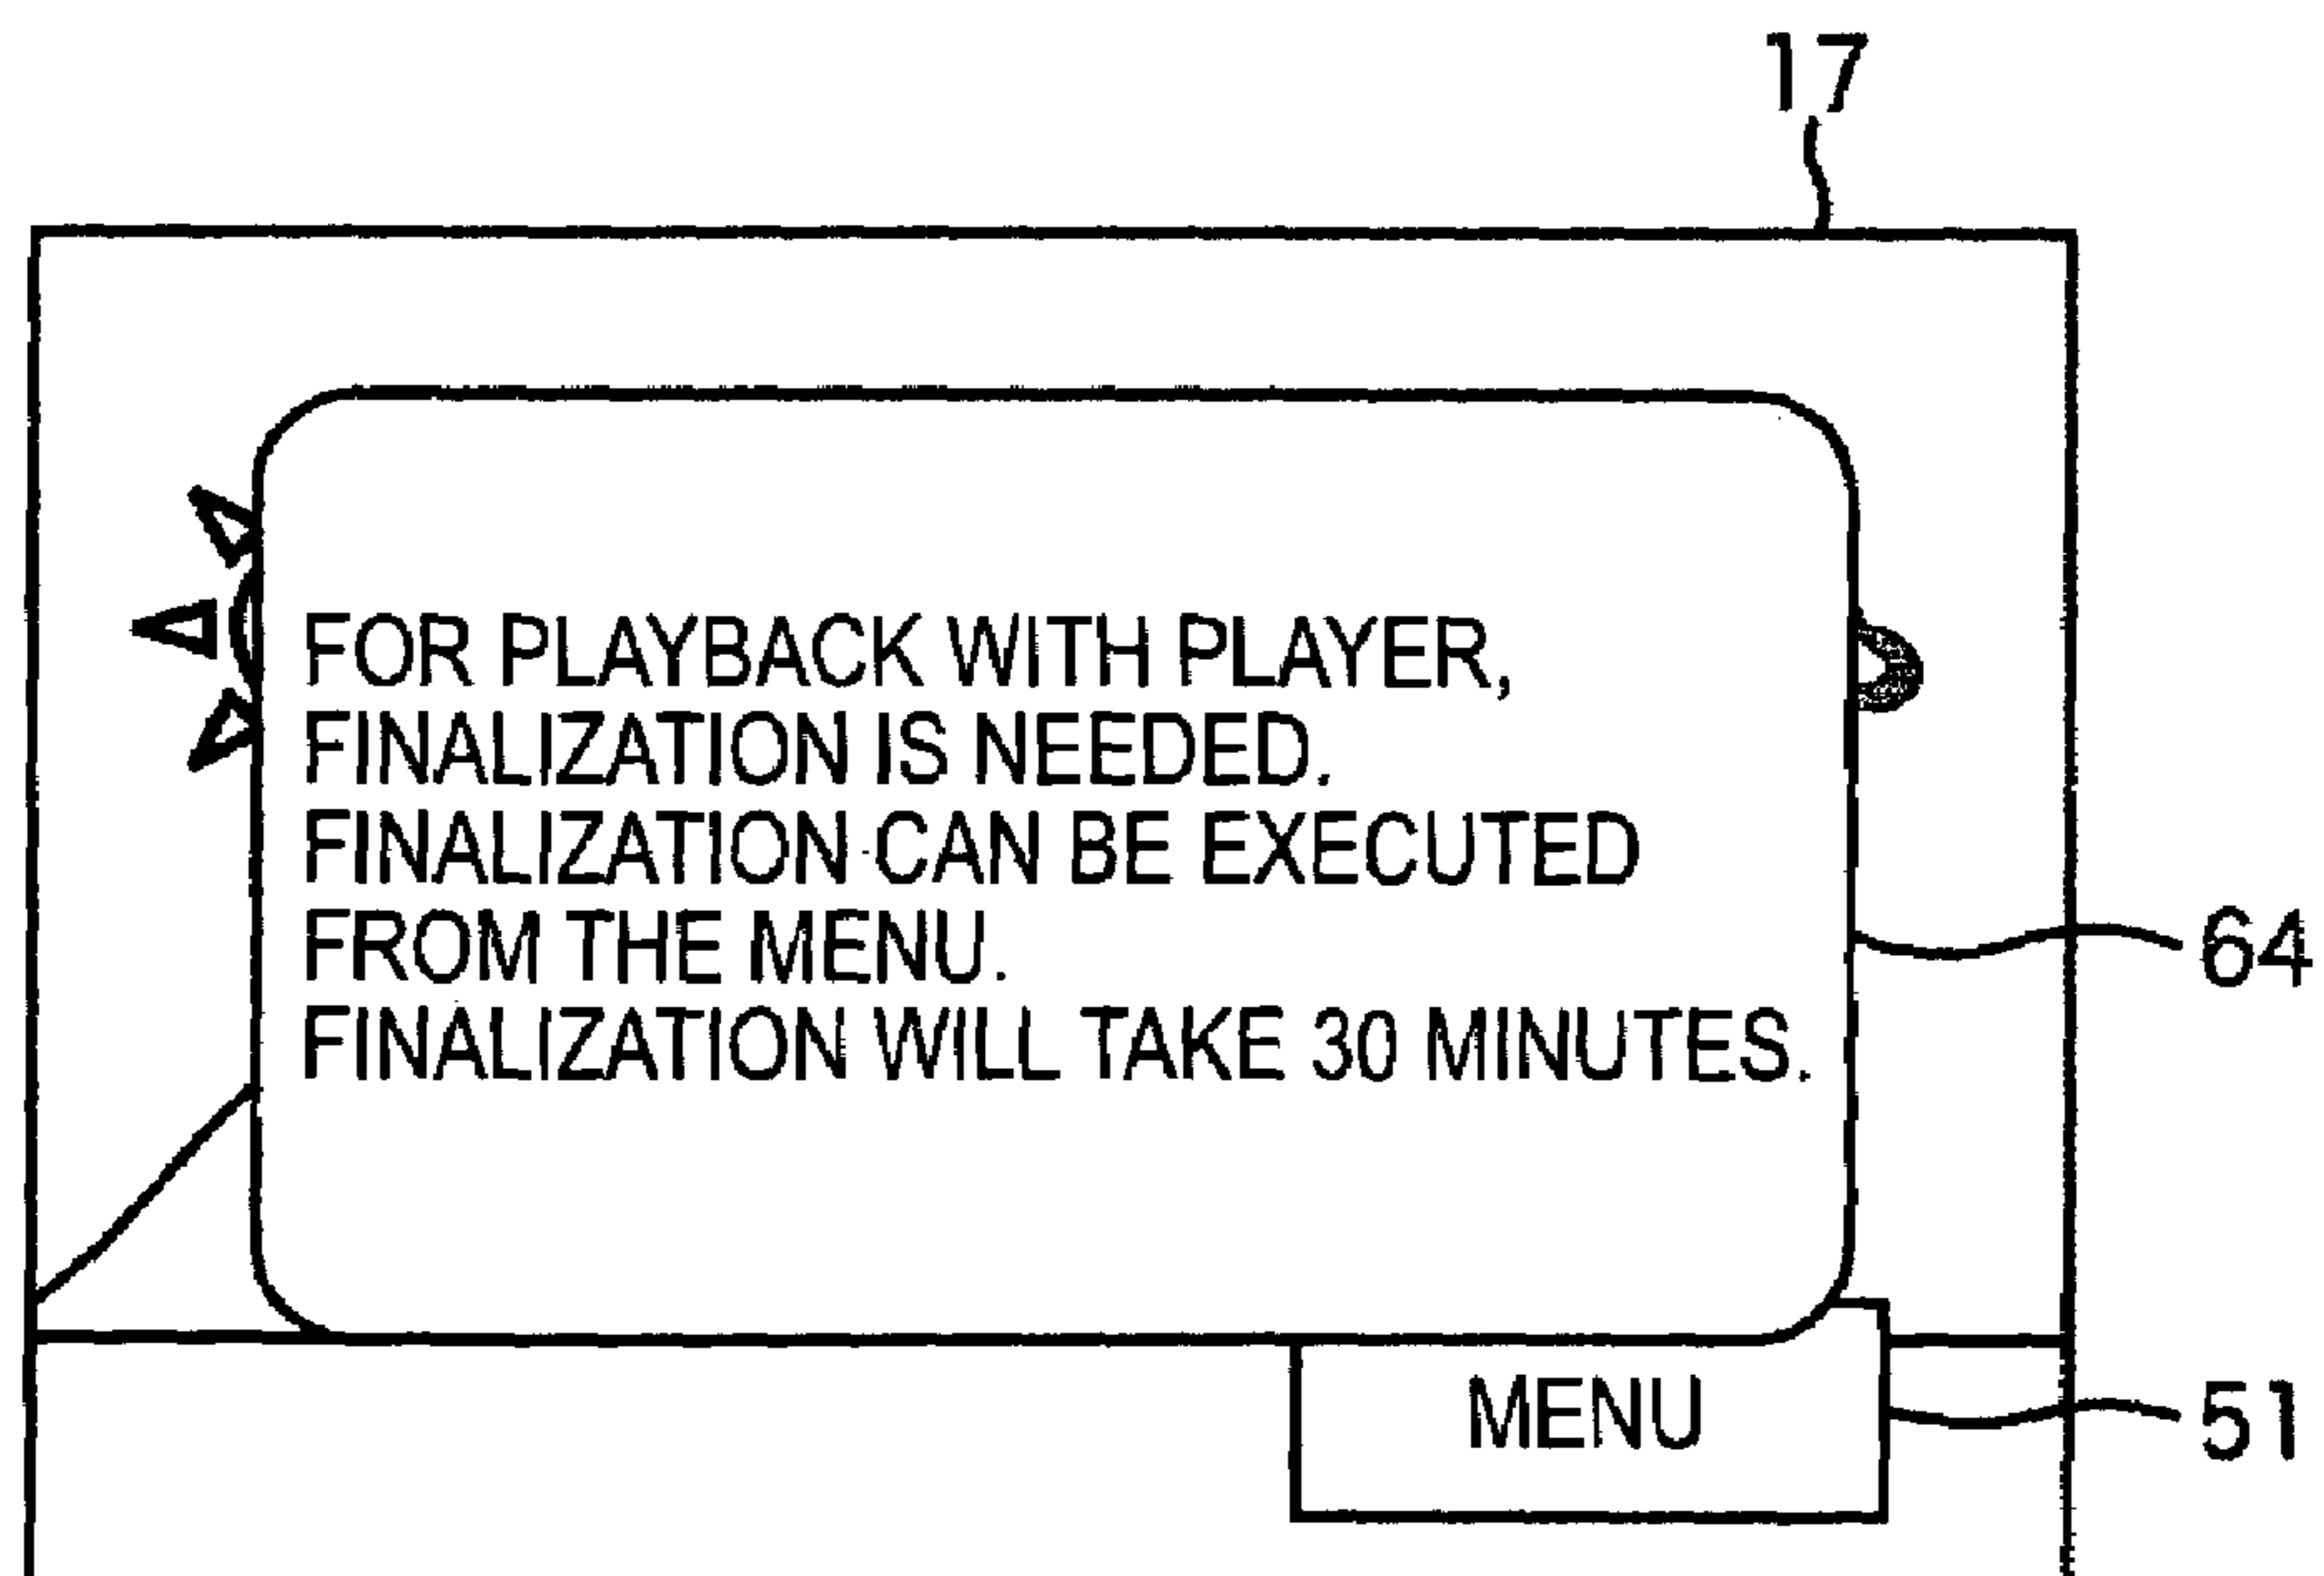 17
FOR PLAYBACK WITH PLAYER,
FINALIZATION IS NEEDED.
FINALIZATION CAN BE EXECUTED
FROM THE MENU.
FINALIZATION WILL TAKE 30 MINUTES.
64
MENU
51